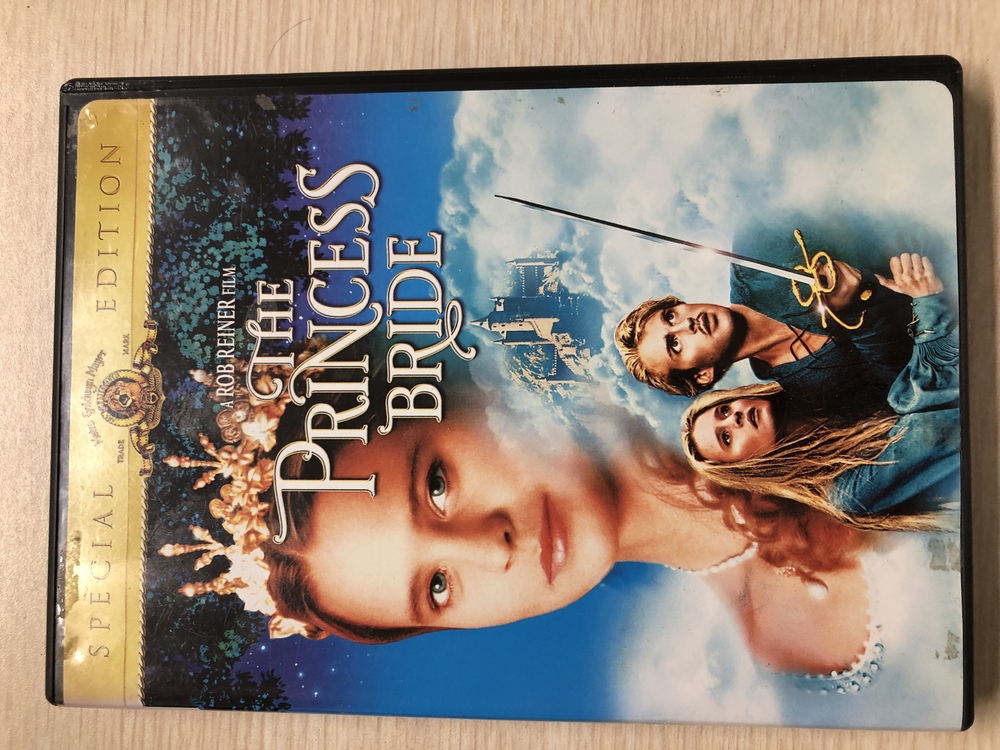 SPECIAL EDITION
Metro Goldwyn Mayer
TRADE MARK
A ROB REINER FILM
THE
PRINCESS
BRIDE